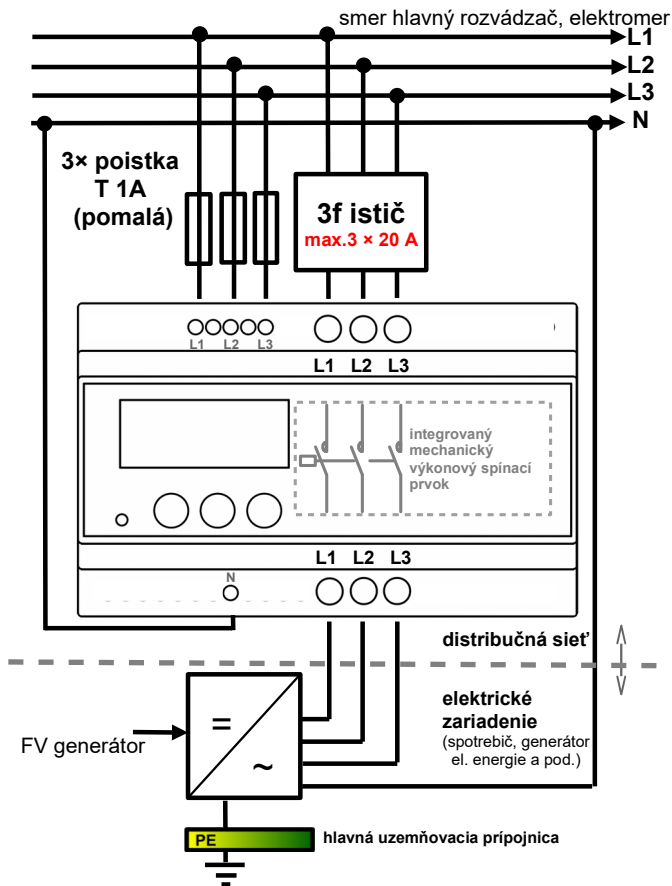 smer hlavný rozvádzač, elektromer
L1
L2
L3
N
3× poistka
T 1A
(pomalá)
3f istič
max.3 × 20 A
L1 L2 L3
L1 L2 L3
integrovaný
mechanický
výkonový spínací
prvok
L1 L2 L3
N
distribučná sieť
elektrické
zariadenie
(spotrebič, generátor
el. energie a pod.)
FV generátor
=
~
PE
hlavná uzemňovacia prípojnica